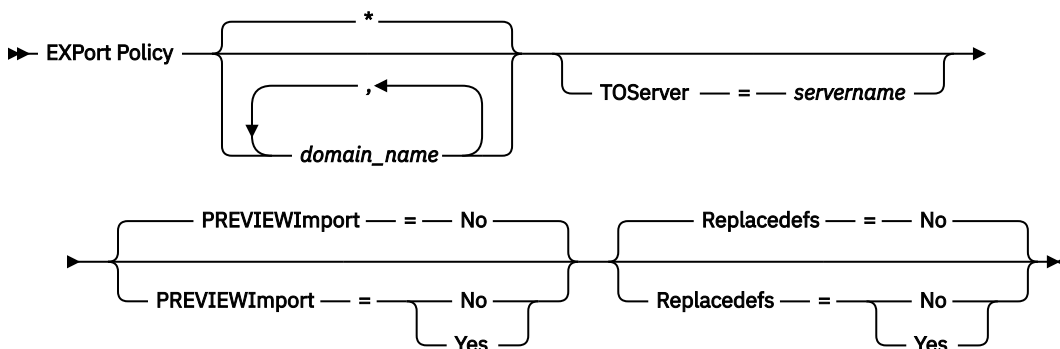 *
EXPort Policy
,
domain_name
TOServer = servername
PREVIEWImport = No
Replacedefs = No
PREVIEWImport = No
Yes
Replacedefs = No
Yes